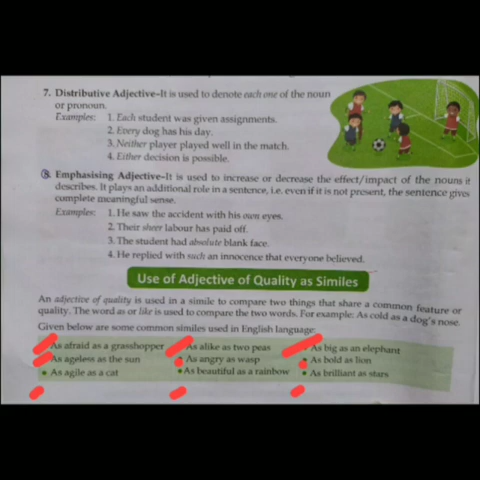 7. Distributive Adjective–It is used to denote each one of the noun
or pronoun.
Examples: 1. Each student was given assignments.
2. Every dog has his day.
3. Neither player played well in the match.
4. Either decision is possible.
8. Emphasising Adjective–It is used to increase or decrease the effect/impact of the nouns it
describes. It plays an additional role in a sentence, i.e. even if it is not present, the sentence gives
complete meaningful sense.
Examples: 1. He saw the accident with his own eyes.
2. Their sheer labour has paid off.
3. The student had absolute blank face.
4. He replied with such an innocence that everyone believed.
Use of Adjective of Quality as Similes
An adjective of quality is used in a simile to compare two things that share a common feature or
quality. The word as or like is used to compare the two words. For example: As cold as a dog's nose.
Given below are some common similes used in English language:
As afraid as a grasshopper As alike as two peas As big as an elephant
As ageless as the sun As angry as wasp As bold as lion
• As agile as a cat • As beautiful as a rainbow • As brilliant as stars